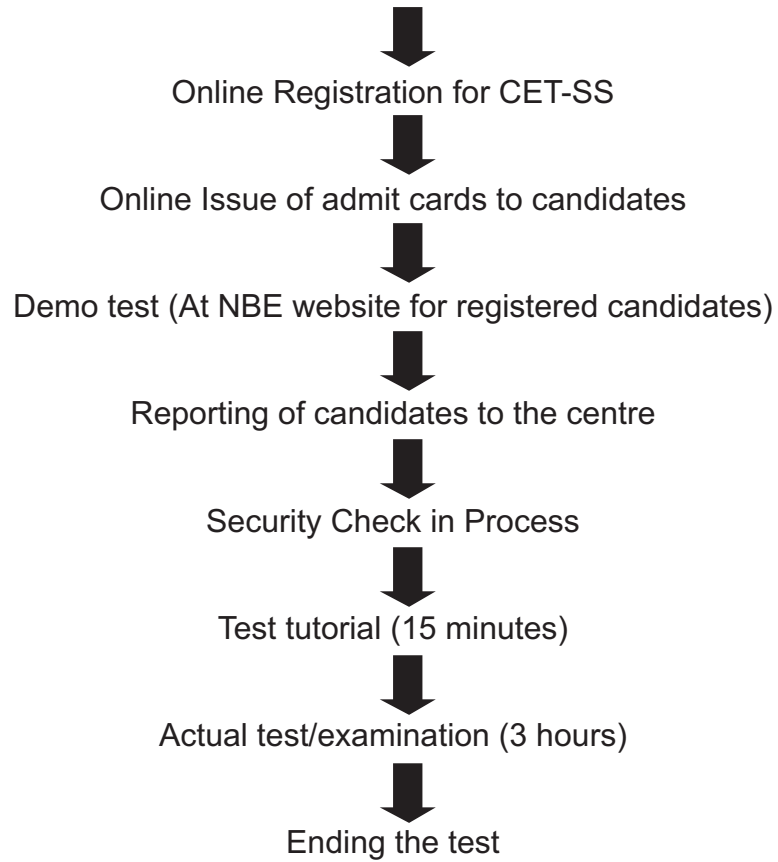 Online Registration for CET-SS
Online Issue of admit cards to candidates
Demo test (At NBE website for registered candidates)
Reporting of candidates to the centre
Security Check in Process
Test tutorial (15 minutes)
Actual test/examination (3 hours)
Ending the test